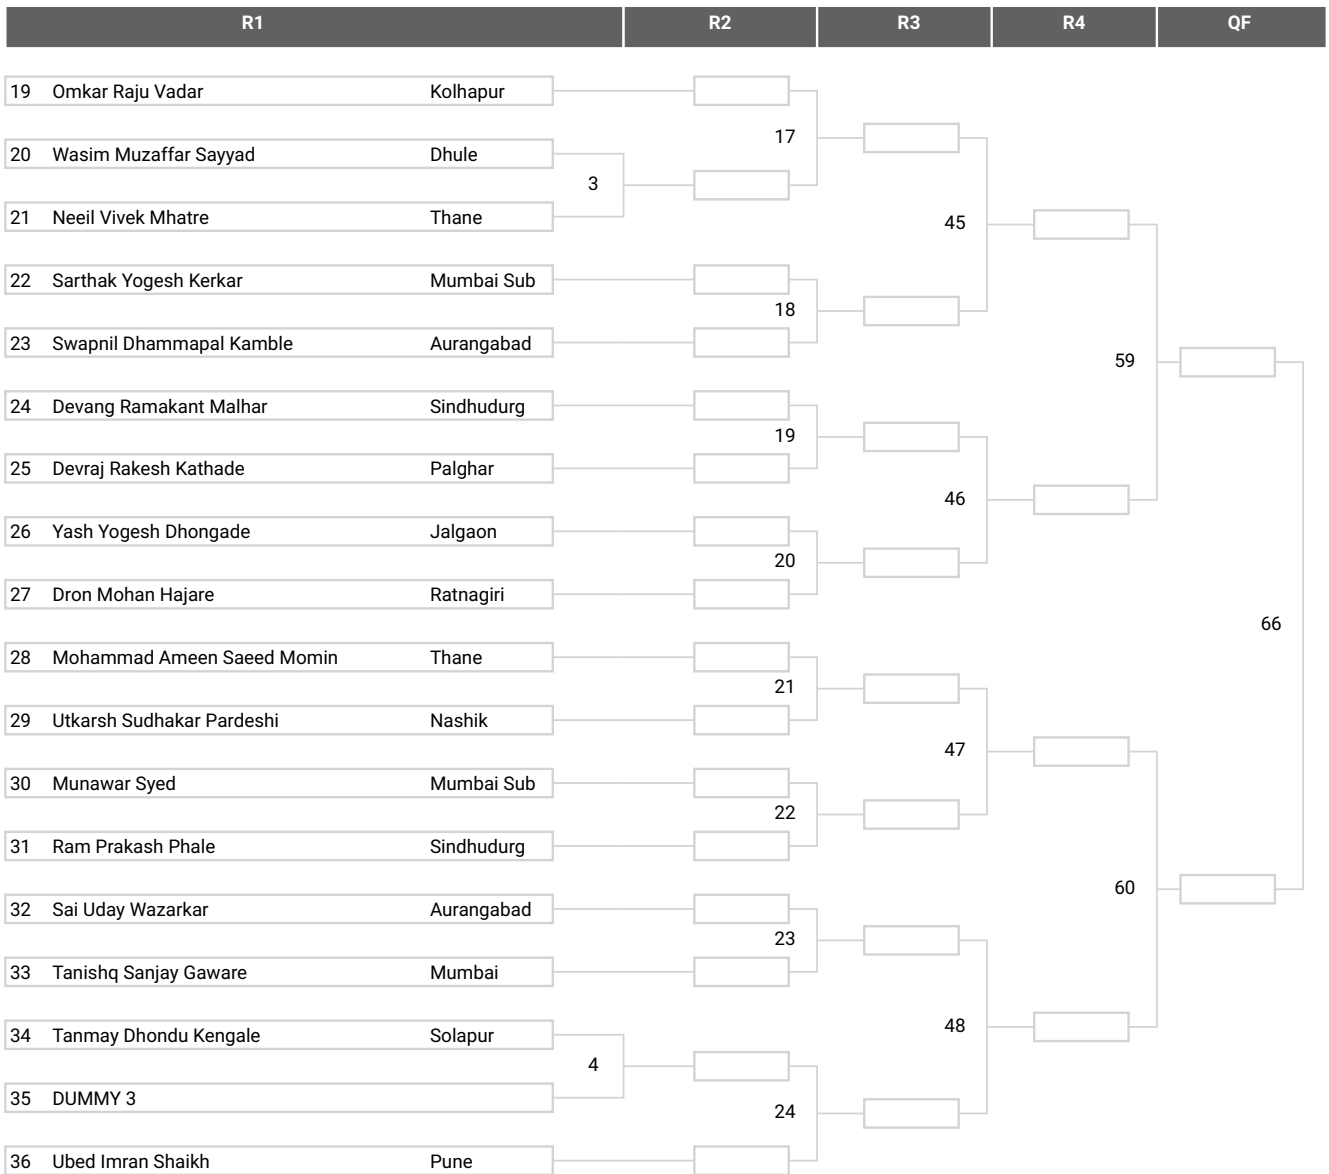 R1 R2 R3 R4 QF
19 Omkar Raju Vadar Kolhapur
17
20 Wasim Muzaffar Sayyad Dhule
3
21 Neeil Vivek Mhatre Thane
45
22 Sarthak Yogesh Kerkar Mumbai Sub
18
23 Swapnil Dhammapal Kamble Aurangabad
59
24 Devang Ramakant Malhar Sindhudurg
19
25 Devraj Rakesh Kathade Palghar
46
26 Yash Yogesh Dhongade Jalgaon
20
27 Dron Mohan Hajare Ratnagiri
66
28 Mohammad Ameen Saeed Momin Thane
21
29 Utkarsh Sudhakar Pardeshi Nashik
47
30 Munawar Syed Mumbai Sub
22
31 Ram Prakash Phale Sindhudurg
60
32 Sai Uday Wazarkar Aurangabad
23
33 Tanishq Sanjay Gaware Mumbai
48
34 Tanmay Dhondu Kengale Solapur
4
35 DUMMY 3
24
36 Ubed Imran Shaikh Pune